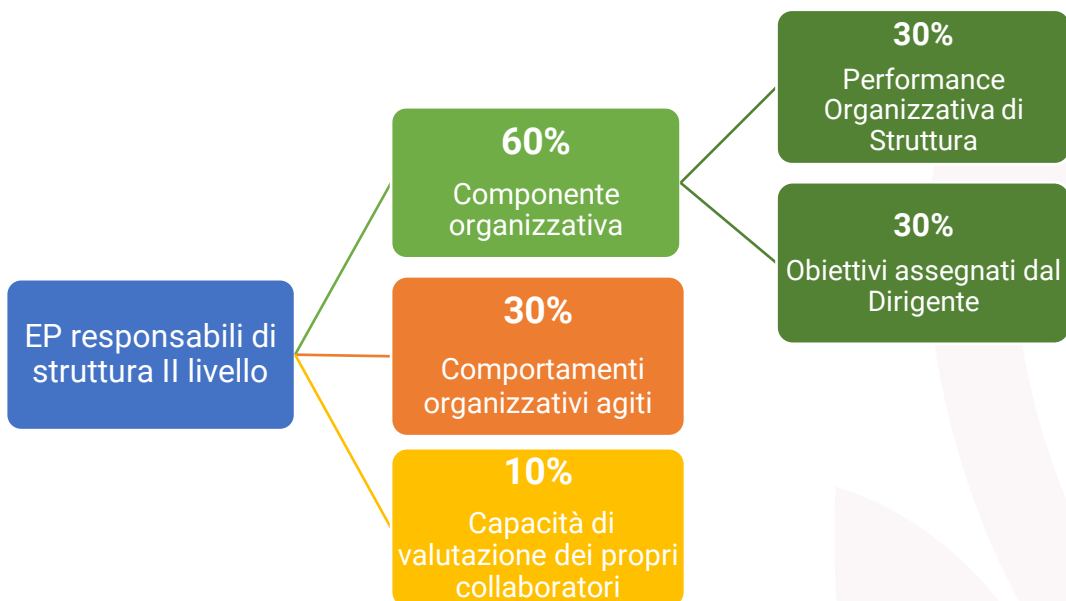 EP responsabili di
struttura II livello
60%
Componente
organizzativa
30%
Performance
Organizzativa di
Struttura
30%
Obiettivi assegnati dal
Dirigente
30%
Comportamenti
organizzativi agiti
10%
Capacità di
valutazione dei propri
collaboratori